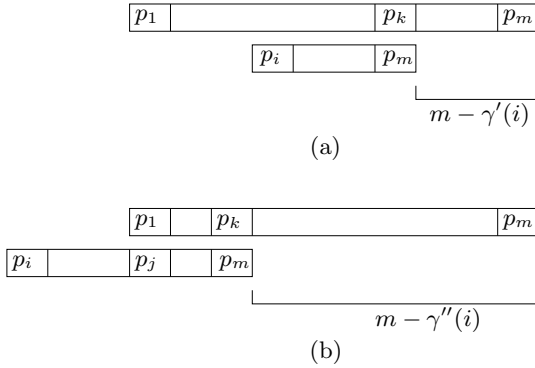 p₁ pₖ pₘ
pᵢ pₘ
m − γ′(i)
(a)
p₁ pₖ pₘ
pᵢ pⱼ pₘ
m − γ″(i)
(b)